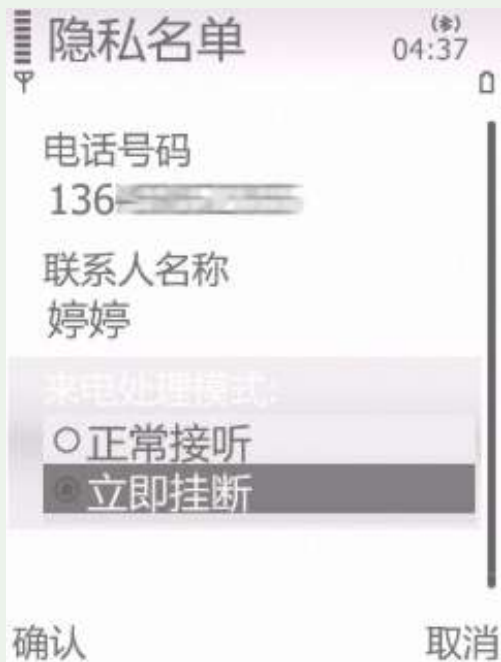 隐私名单
04:37
电话号码
136-
联系人名称
婷婷
来电处理模式:
正常接听
立即挂断
确认
取消